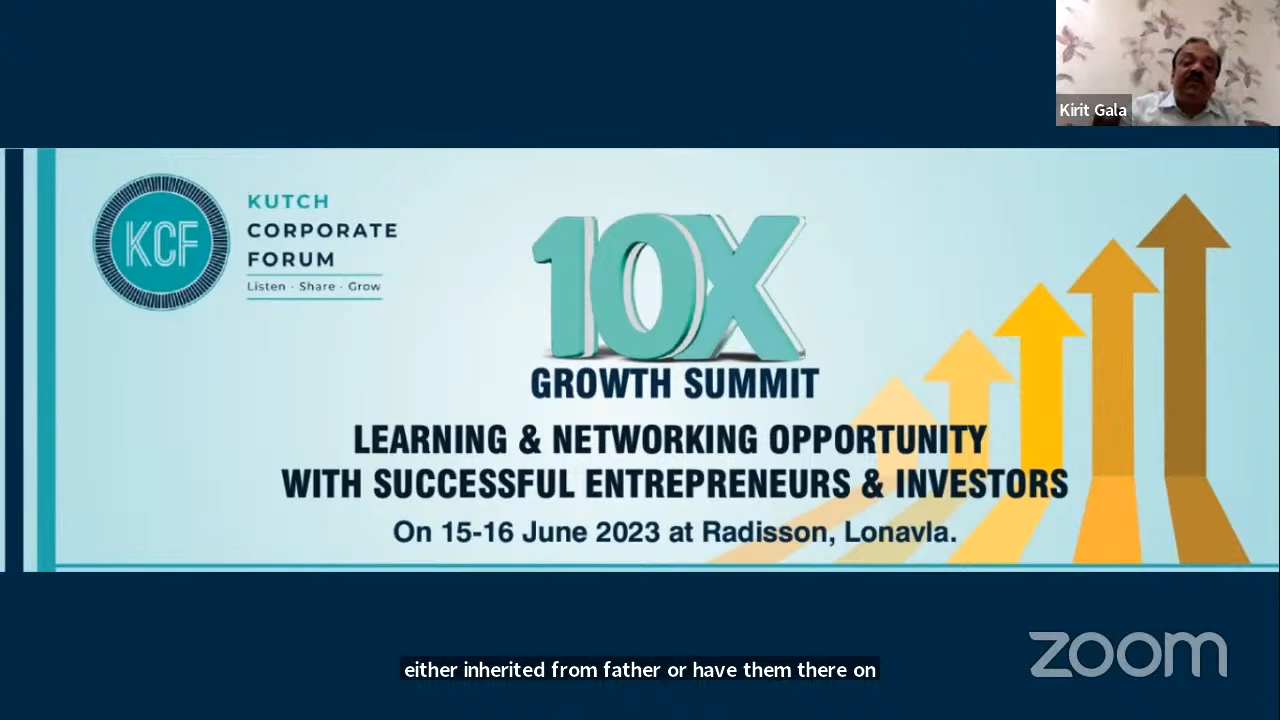 Kirit Gala
KCF
KUTCH
CORPORATE
FORUM
Listen · Share · Grow
10X
GROWTH SUMMIT
LEARNING & NETWORKING OPPORTUNITY
WITH SUCCESSFUL ENTREPRENEURS & INVESTORS
On 15-16 June 2023 at Radisson, Lonavla.
either inherited from father or have them there on
zoom